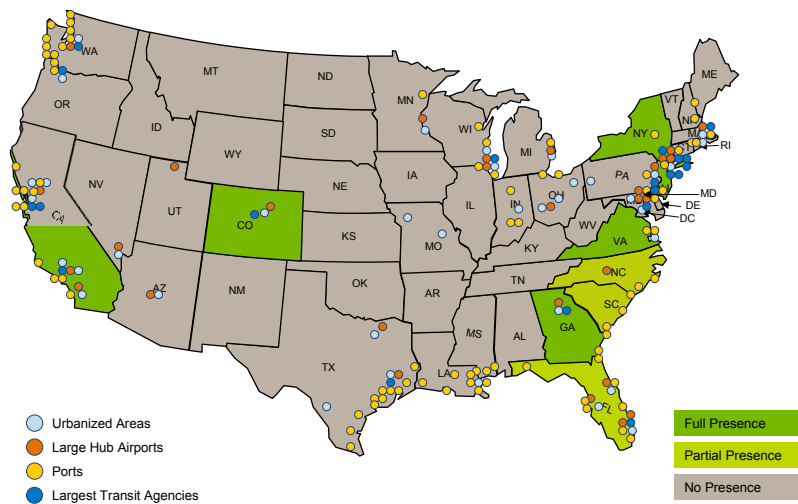 WA
MT
ND
MN
ME
VT
OR
ID
SD
WI
MI
NY
MA
RI
WY
NV
UT
CO
NE
IA
IL
IN
OH
PA
MD
DE
DC
WV
VA
CA
KS
MO
KY
AZ
NM
OK
AR
TN
NC
SC
MS
AL
GA
TX
LA
FL
Urbanized Areas
Large Hub Airports
Ports
Largest Transit Agencies
Full Presence
Partial Presence
No Presence